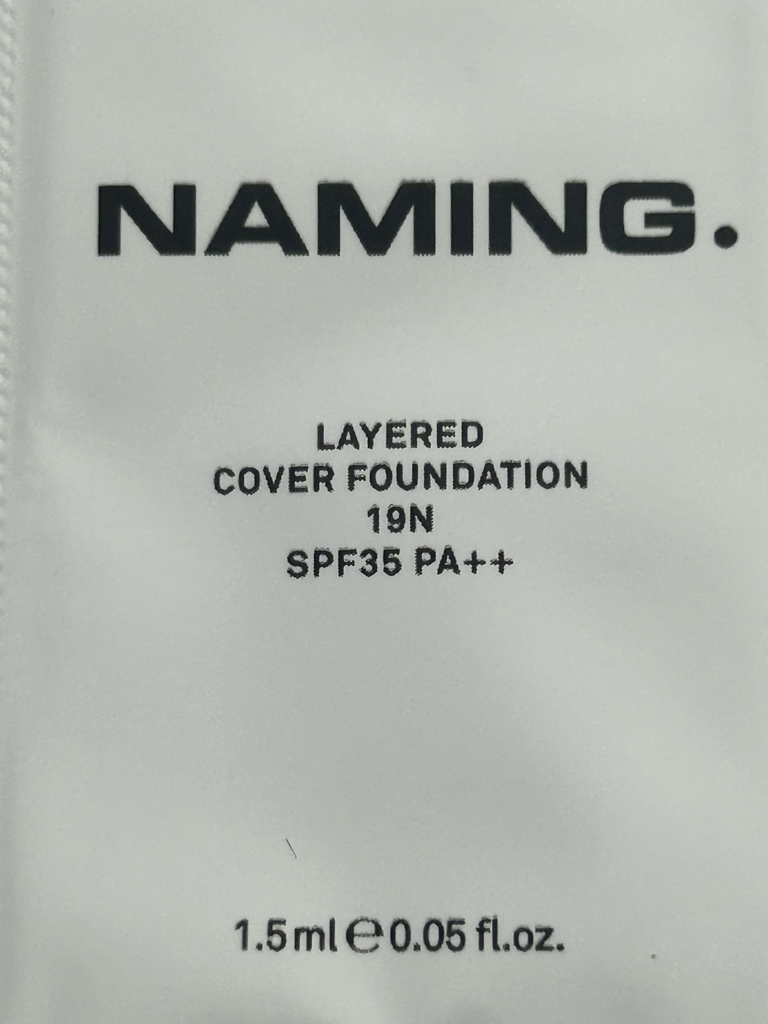 NAMING.
LAYERED
COVER FOUNDATION
19N
SPF35 PA++
1.5ml ℮ 0.05 fl.oz.